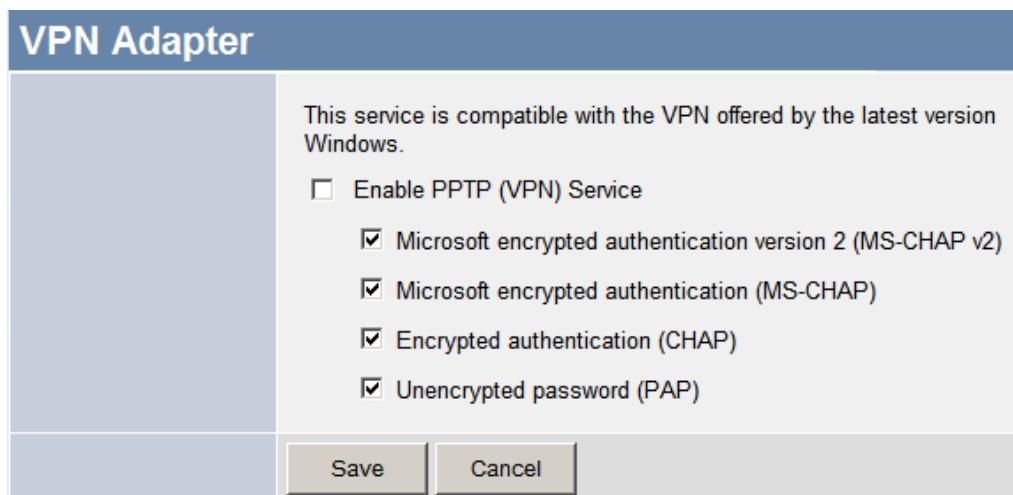 VPN Adapter
This service is compatible with the VPN offered by the latest version
Windows.
Enable PPTP (VPN) Service
Microsoft encrypted authentication version 2 (MS-CHAP v2)
Microsoft encrypted authentication (MS-CHAP)
Encrypted authentication (CHAP)
Unencrypted password (PAP)
Save Cancel